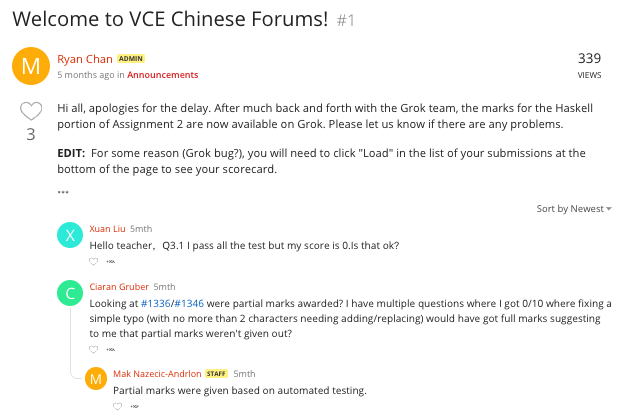 Welcome to VCE Chinese Forums! #1
M
Ryan Chan ADMIN
339
5 months ago in Announcements
VIEWS
Hi all, apologies for the delay. After much back and forth with the Grok team, the marks for the Haskell
portion of Assignment 2 are now available on Grok. Please let us know if there are any problems.
3
EDIT: For some reason (Grok bug?), you will need to click "Load" in the list of your submissions at the
bottom of the page to see your scorecard.
...
Sort by Newest
X
Xuan Liu 5mth
Hello teacher，Q3.1 I pass all the test but my score is 0.Is that ok?
C
Ciaran Gruber 5mth
Looking at #1336/#1346 were partial marks awarded? I have multiple questions where I got 0/10 where fixing a
simple typo (with no more than 2 characters needing adding/replacing) would have got full marks suggesting
to me that partial marks weren't given out?
M
Mak Nazecic-Andrlon STAFF 5mth
Partial marks were given based on automated testing.